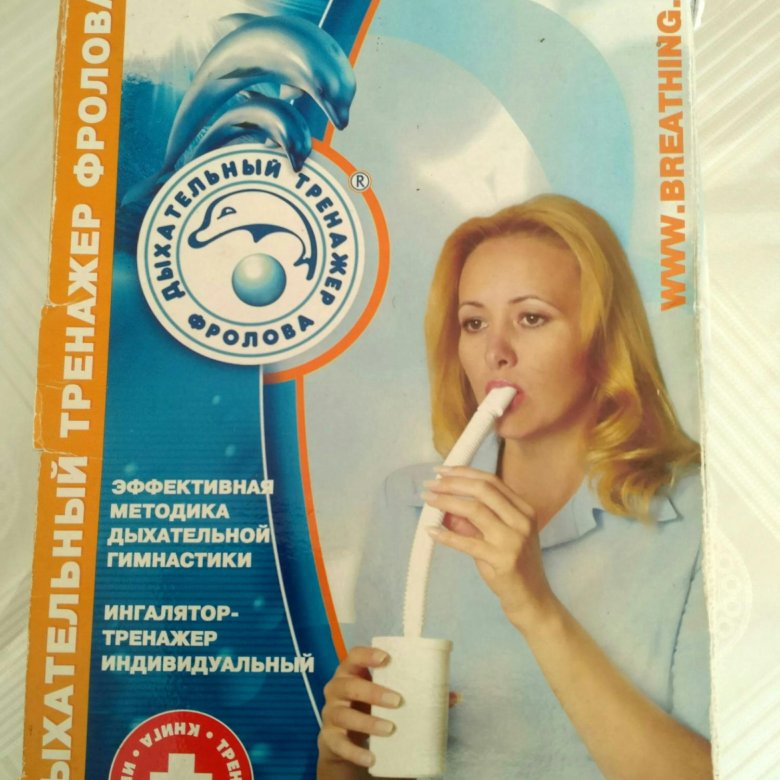 ДЫХАТЕЛЬНЫЙ ТРЕНАЖЕР ФРОЛОВА
WWW.BREATHING.
ДЫХАТЕЛЬНЫЙ ТРЕНАЖЕР
ФРОЛОВА
®
ЭФФЕКТИВНАЯ
МЕТОДИКА
ДЫХАТЕЛЬНОЙ
ГИМНАСТИКИ
ИНГАЛЯТОР-
ТРЕНАЖЕР
ИНДИВИДУАЛЬНЫЙ
КНИГА